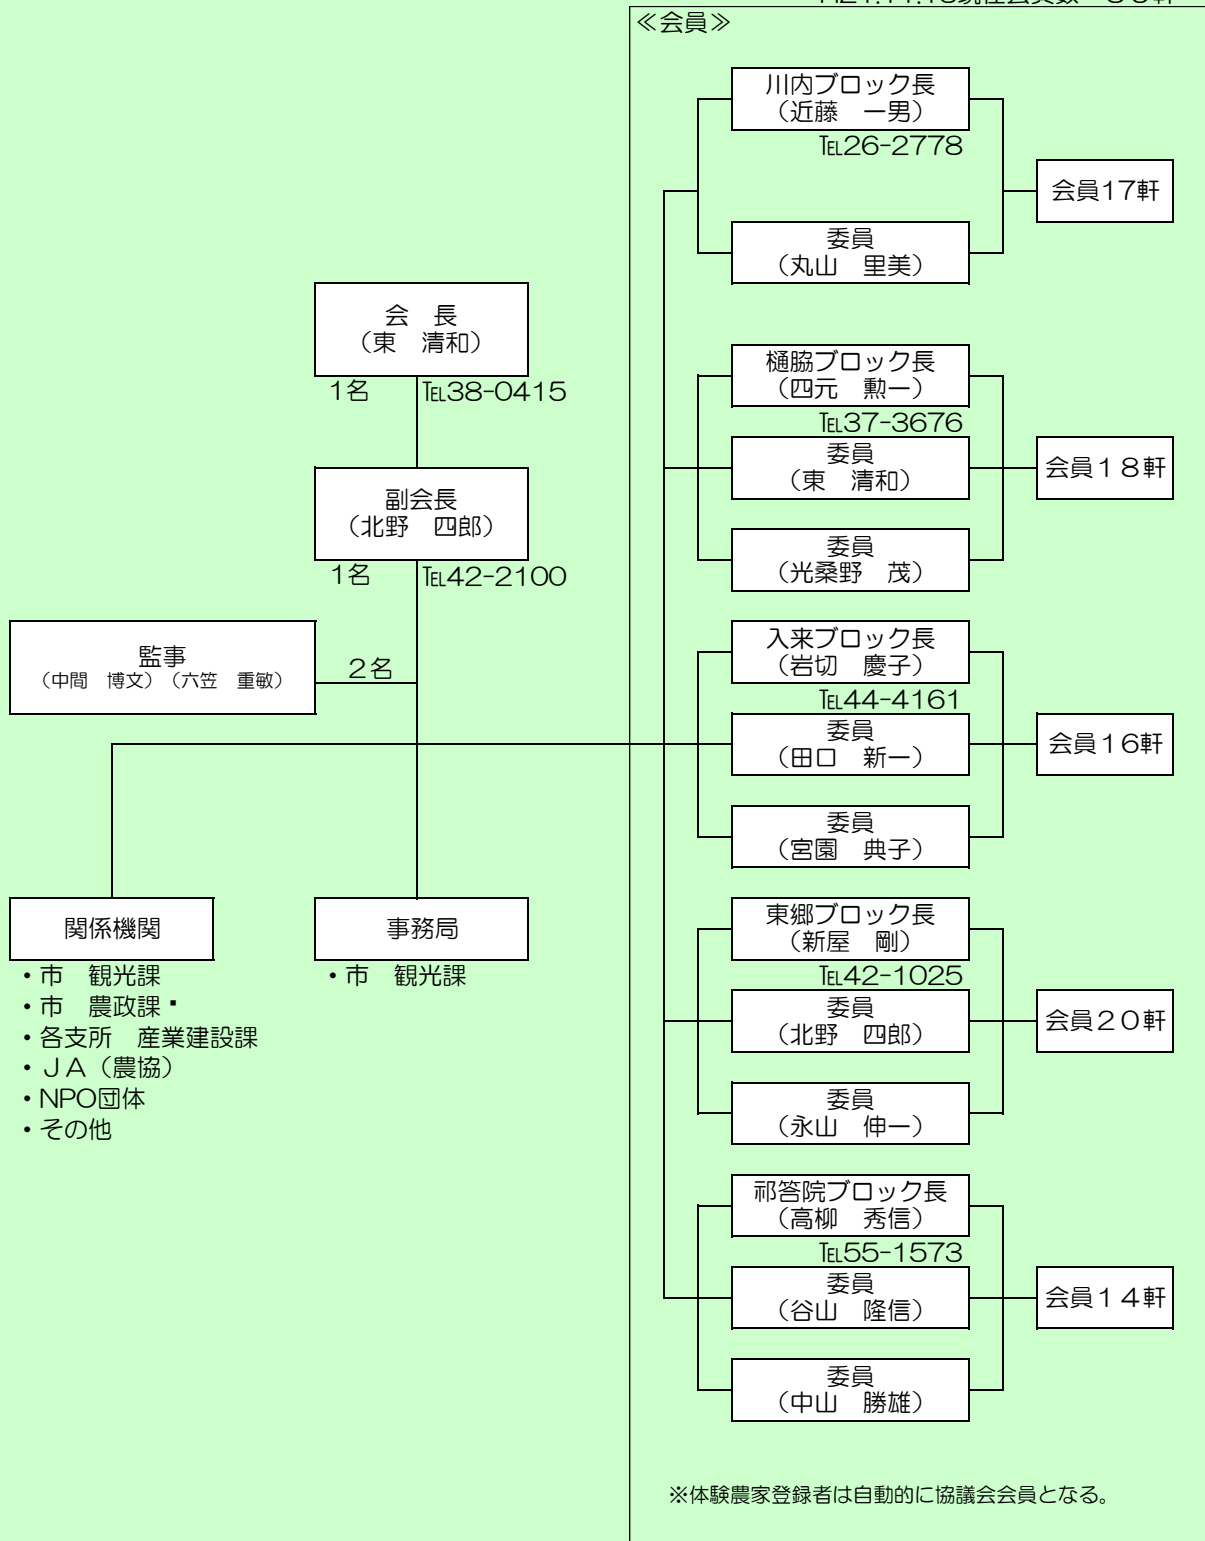 ≪会員≫
川内ブロック長
（近藤　一男）
℡26-2778
会員17軒
委員
（丸山　里美）
会　長
（東　清和）
1名
℡38-0415
樋脇ブロック長
（四元　勲一）
℡37-3676
委員
（東　清和）
会員１８軒
副会長
（北野　四郎）
1名
℡42-2100
委員
（光桑野　茂）
監事
（中間　博文）（六笠　重敏）
２名
入来ブロック長
（岩切　慶子）
℡44-4161
委員
（田口　新一）
会員１6軒
委員
（宮園　典子）
関係機関
・市　観光課
・市　農政課
・各支所　産業建設課
・ＪＡ（農協）
・NPO団体
・その他
事務局
・市　観光課
東郷ブロック長
（新屋　剛）
℡42-1025
委員
（北野　四郎）
会員２０軒
委員
（永山　伸一）
祁答院ブロック長
（高柳　秀信）
℡55-1573
委員
（谷山　隆信）
会員１４軒
委員
（中山　勝雄）
※体験農家登録者は自動的に協議会会員となる。